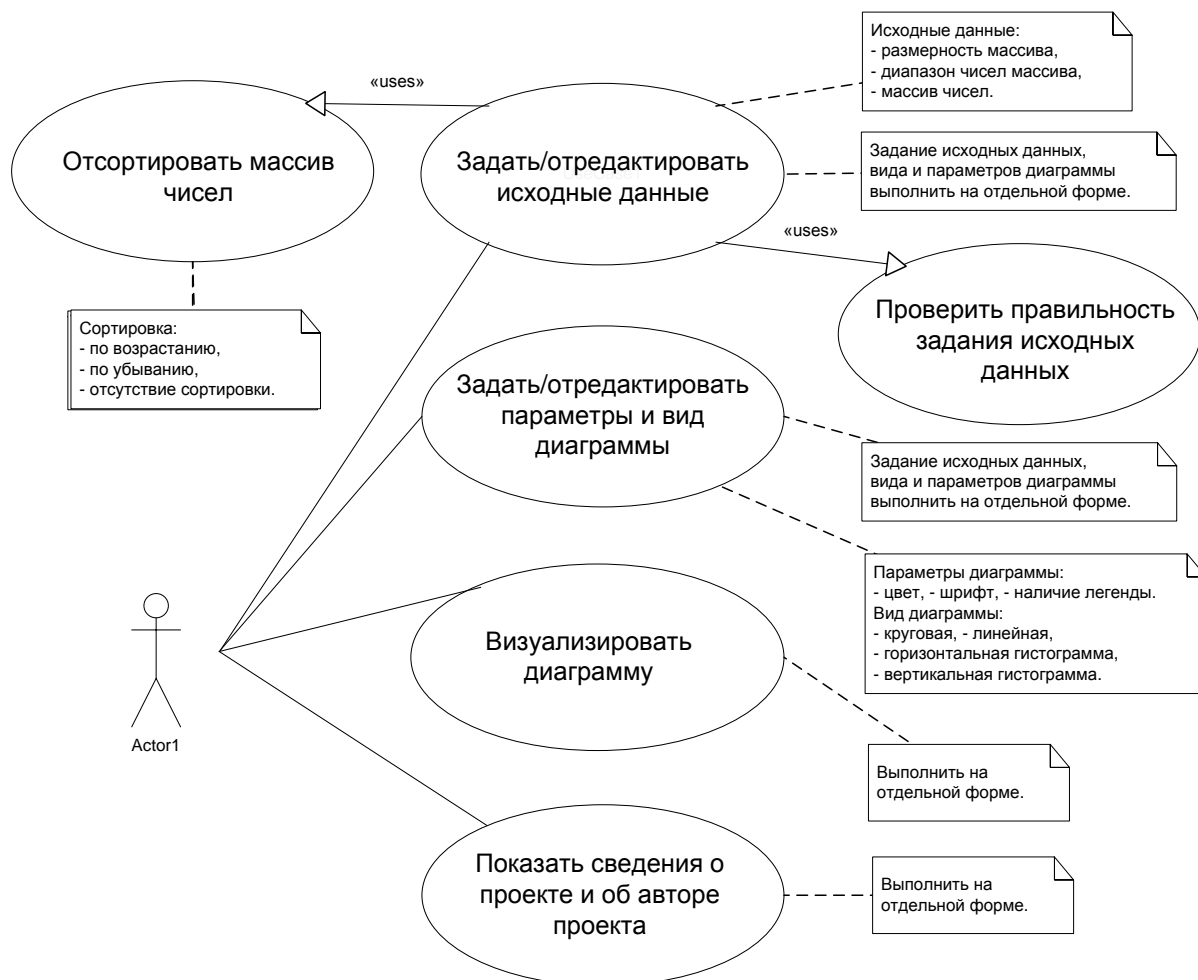 Исходные данные:
- размерность массива,
- диапазон чисел массива,
- массив чисел.
«uses»
Отсортировать массив
чисел
Задать/отредактировать
исходные данные
Задание исходных данных,
вида и параметров диаграммы
выполнить на отдельной форме.
«uses»
Проверить правильность
задания исходных
данных
Сортировка:
- по возрастанию,
- по убыванию,
- отсутствие сортировки.
Задать/отредактировать
параметры и вид
диаграммы
Задание исходных данных,
вида и параметров диаграммы
выполнить на отдельной форме.
Параметры диаграммы:
- цвет, - шрифт, - наличие легенды.
Вид диаграммы:
- круговая, - линейная,
- горизонтальная гистограмма,
- вертикальная гистограмма.
Визуализировать
диаграмму
Actor1
Выполнить на
отдельной форме.
Показать сведения о
проекте и об авторе
проекта
Выполнить на
отдельной форме.